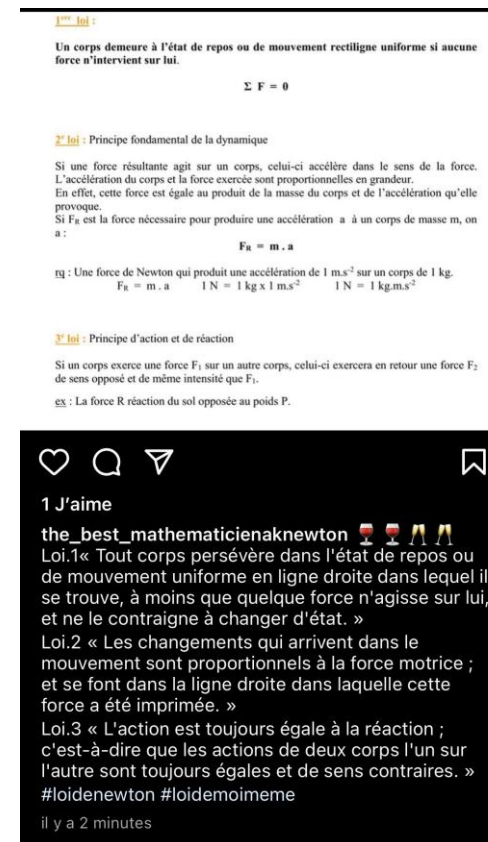 1ère loi :
Un corps demeure à l'état de repos ou de mouvement rectiligne uniforme si aucune
force n'intervient sur lui.
Σ F = 0
2e loi : Principe fondamental de la dynamique
Si une force résultante agit sur un corps, celui-ci accélère dans le sens de la force.
L'accélération du corps et la force exercée sont proportionnelles en grandeur.
En effet, cette force est égale au produit de la masse du corps et de l'accélération qu'elle
provoque.
Si FR est la force nécessaire pour produire une accélération a à un corps de masse m, on
a :
FR = m . a
rq : Une force de Newton qui produit une accélération de 1 m.s-2 sur un corps de 1 kg.
FR = m . a 1 N = 1 kg x 1 m.s-2 1 N = 1 kg.m.s-2
3e loi : Principe d'action et de réaction
Si un corps exerce une force F1 sur un autre corps, celui-ci exercera en retour une force F2
de sens opposé et de même intensité que F1.
ex : La force R réaction du sol opposée au poids P.
1 J'aime
the_best_mathematicienaknewton 🍷🍷🥂🥂
Loi.1« Tout corps persévère dans l'état de repos ou
de mouvement uniforme en ligne droite dans lequel il
se trouve, à moins que quelque force n'agisse sur lui,
et ne le contraigne à changer d'état. »
Loi.2 « Les changements qui arrivent dans le
mouvement sont proportionnels à la force motrice ;
et se font dans la ligne droite dans laquelle cette
force a été imprimée. »
Loi.3 « L'action est toujours égale à la réaction ;
c'est-à-dire que les actions de deux corps l'un sur
l'autre sont toujours égales et de sens contraires. »
#loidenewton #loidemoimeme
il y a 2 minutes